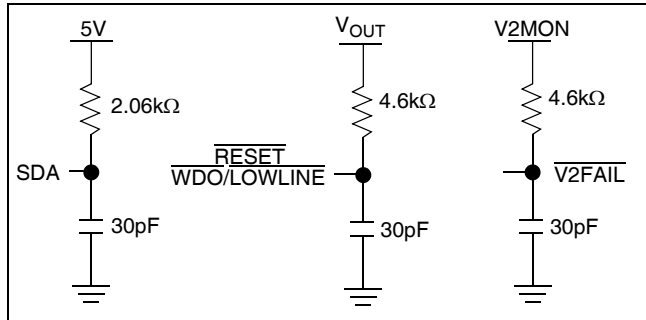 5V
2.06kΩ
SDA
30pF
VOUT
4.6kΩ
RESET
WDO/LOWLINE
30pF
V2MON
4.6kΩ
V2FAIL
30pF